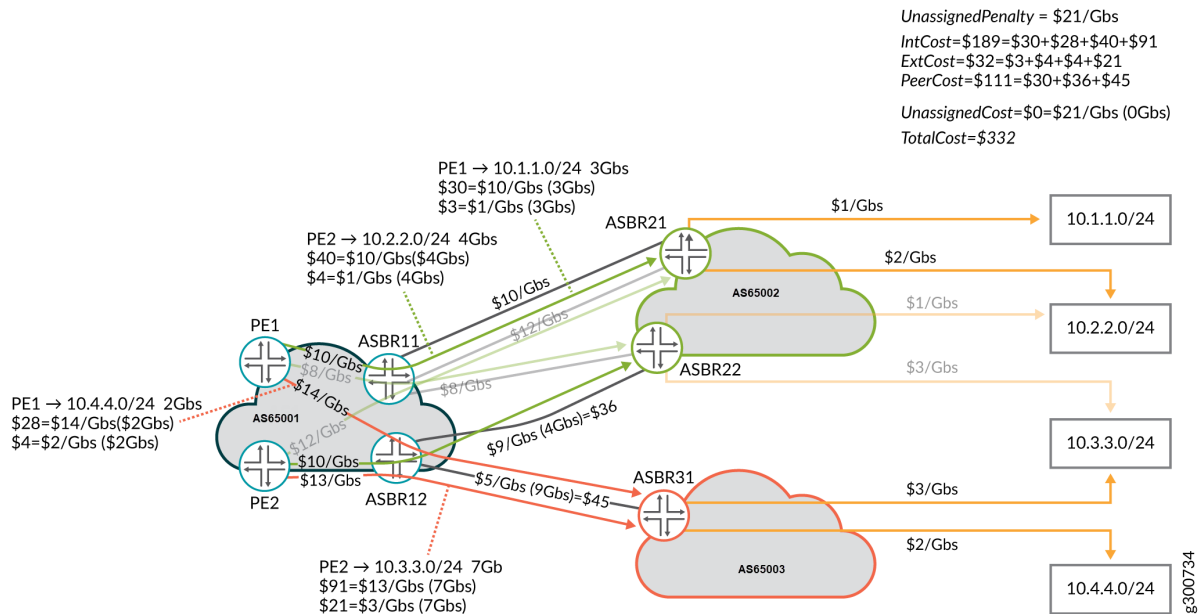 UnassignedPenalty = $21/Gbs
IntCost=$189=$30+$28+$40+$91
ExtCost=$32=$3+$4+$4+$21
PeerCost=$111=$30+$36+$45
UnassignedCost=$0=$21/Gbs (0Gbs)
TotalCost=$332
PE1 → 10.1.1.0/24 3Gbs
$30=$10/Gbs (3Gbs)
$3=$1/Gbs (3Gbs)
PE2 → 10.2.2.0/24 4Gbs
$40=$10/Gbs($4Gbs)
$4=$1/Gbs (4Gbs)
ASBR21
$1/Gbs
10.1.1.0/24
$2/Gbs
$10/Gbs
AS65002
$12/Gbs
$1/Gbs
10.2.2.0/24
PE1
ASBR11
$10/Gbs
$8/Gbs
ASBR22
$8/Gbs
$3/Gbs
$14/Gbs
PE1 → 10.4.4.0/24 2Gbs
$28=$14/Gbs($2Gbs)
$4=$2/Gbs ($2Gbs)
AS65001
$12/Gbs
$9/Gbs (4Gbs)=$36
10.3.3.0/24
$10/Gbs
$13/Gbs
PE2
ASBR12
$5/Gbs (9Gbs)=$45
ASBR31
$3/Gbs
$2/Gbs
AS65003
10.4.4.0/24
PE2 → 10.3.3.0/24 7Gb
$91=$13/Gbs (7Gbs)
$21=$3/Gbs (7Gbs)
g300734